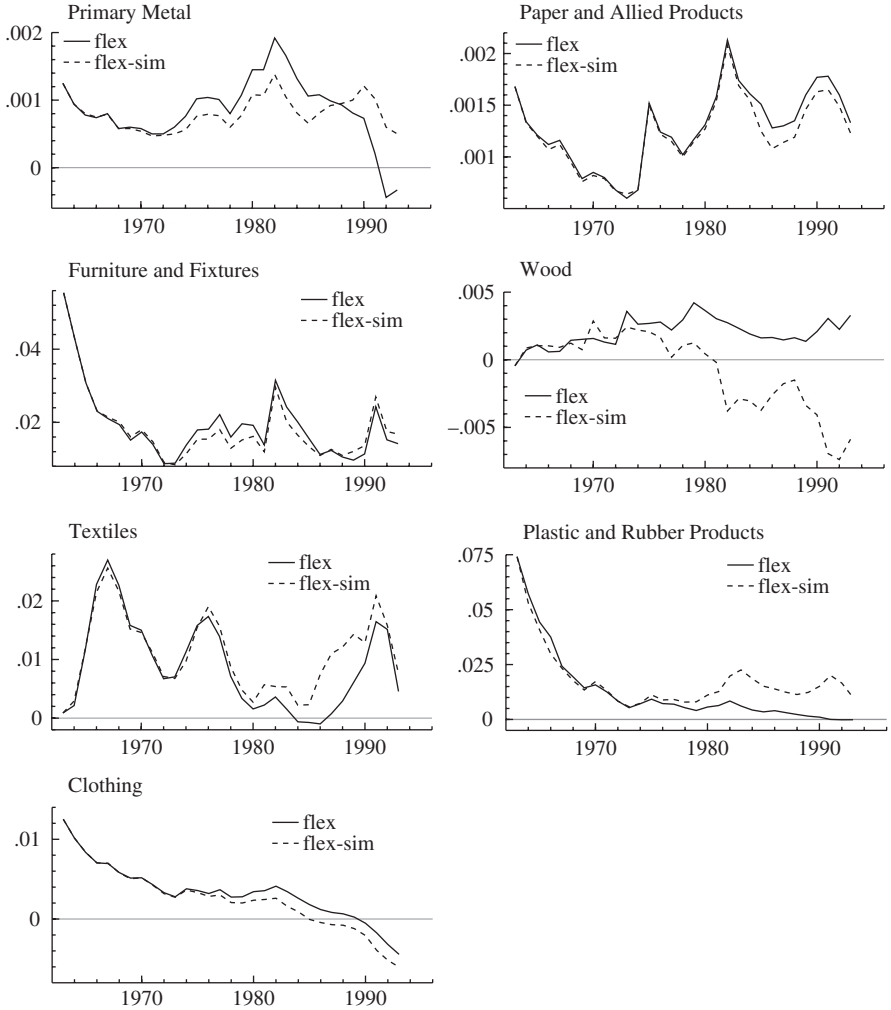 Primary Metal
.002
.001
0
flex
flex-sim
1970 1980 1990
Paper and Allied Products
.002
.0015
.001
flex
flex-sim
1970 1980 1990
Furniture and Fixtures
.04
.02
flex
flex-sim
1970 1980 1990
Wood
.005
0
–.005
flex
flex-sim
1970 1980 1990
Textiles
.02
.01
0
flex
flex-sim
1970 1980 1990
Plastic and Rubber Products
.075
.05
.025
0
flex
flex-sim
1970 1980 1990
Clothing
.01
0
flex
flex-sim
1970 1980 1990